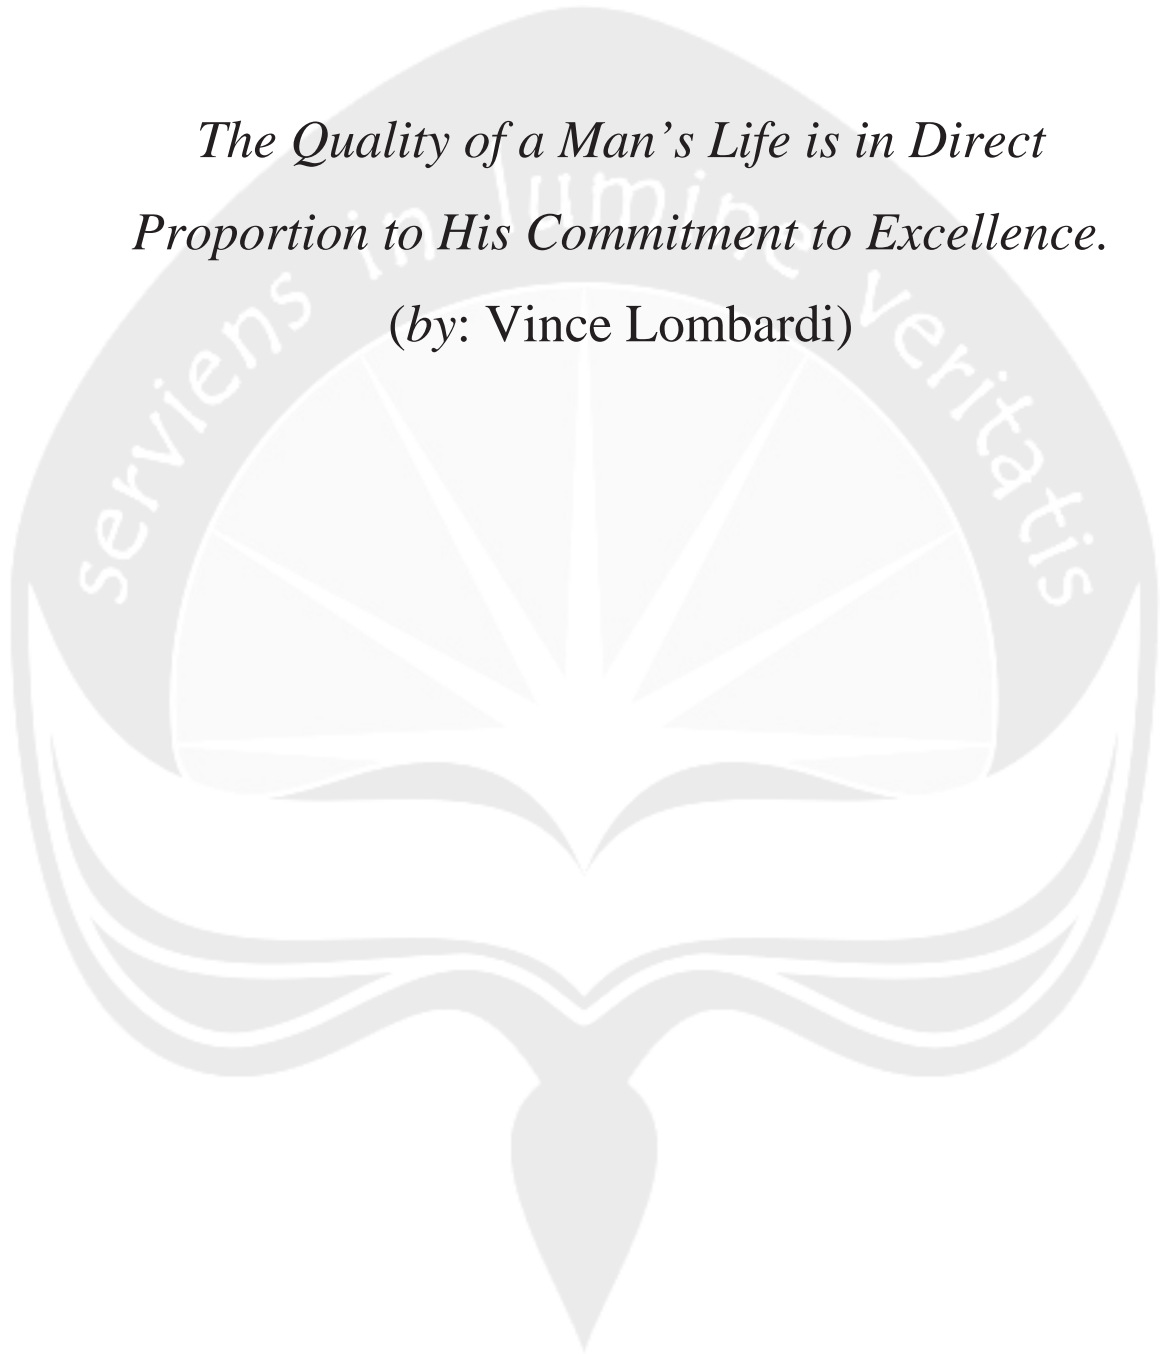 The Quality of a Man’s Life is in Direct
Proportion to His Commitment to Excellence.
(by: Vince Lombardi)
serviens in lumine veritatis